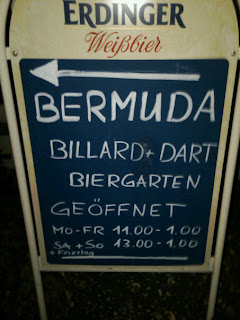 ERDINGER
Weißbier
BERMUDA
BILLARD + DART
BIERGARTEN
GEÖFFNET
MO-FR 11.00-1.00
SA + SO 13.00-1.00
+ Feiertag